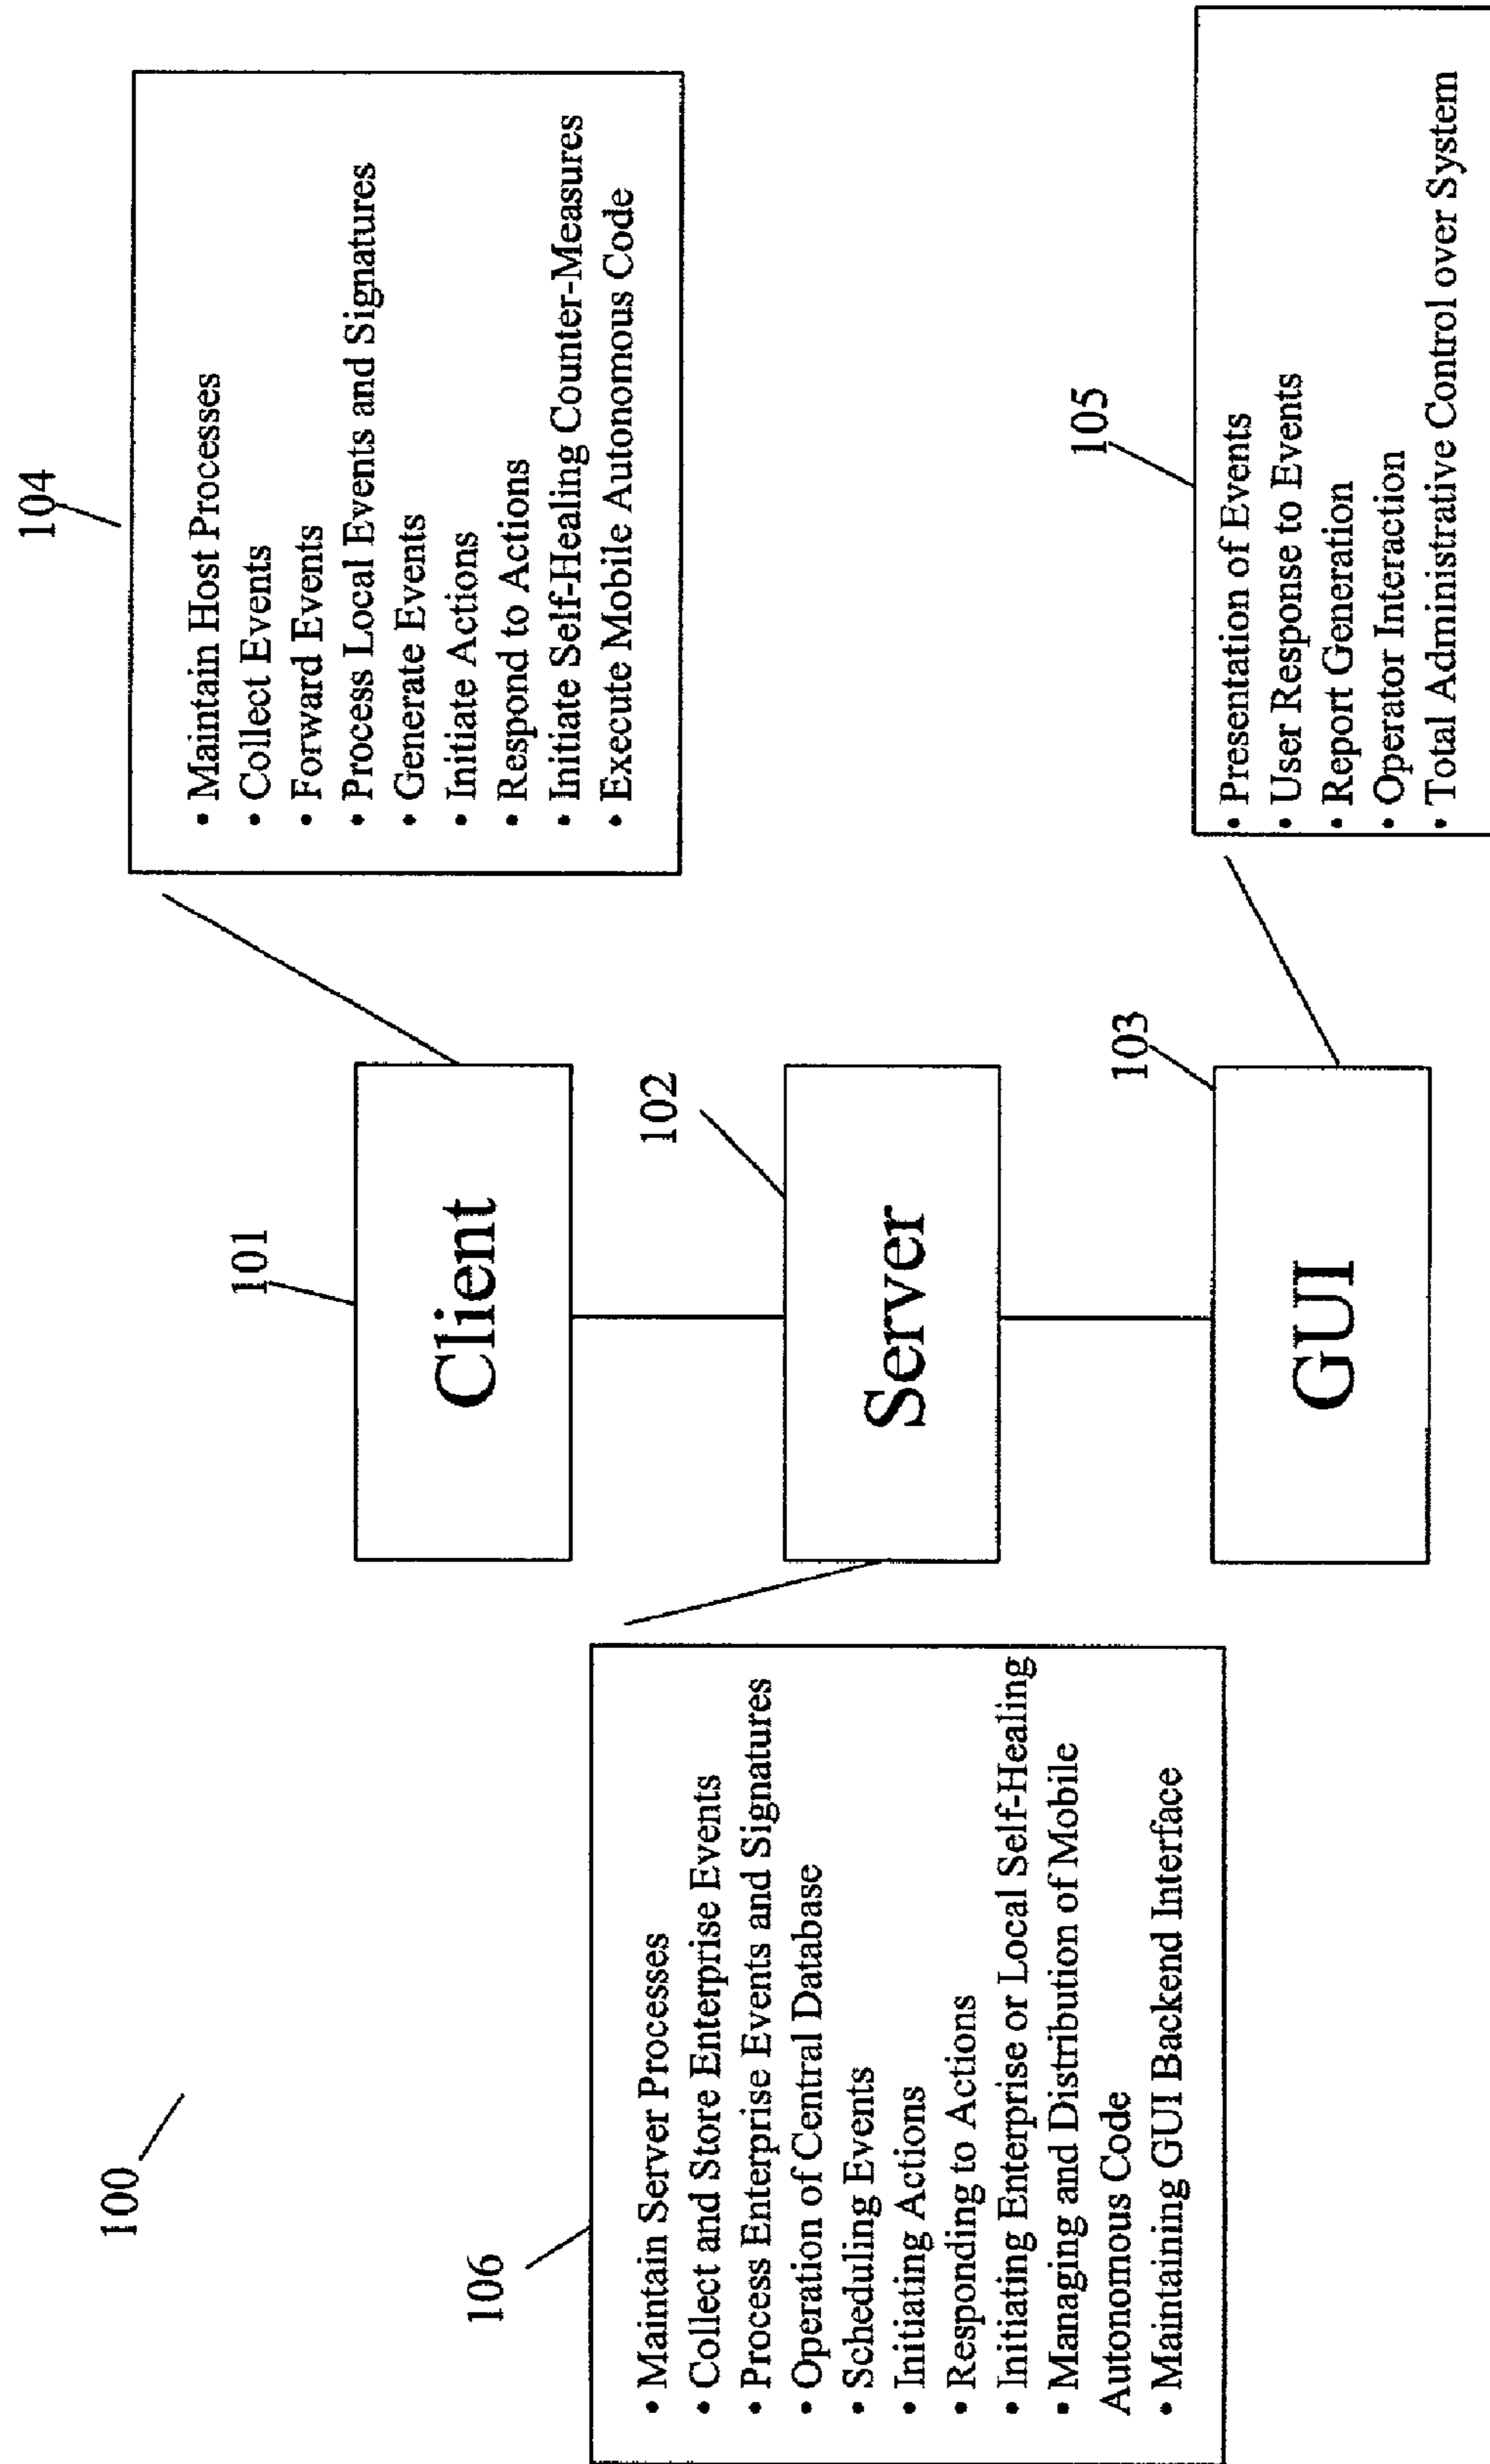 100
106
• Maintain Server Processes
• Collect and Store Enterprise Events
• Process Enterprise Events and Signatures
• Operation of Central Database
• Scheduling Events
• Initiating Actions
• Responding to Actions
• Initiating Enterprise or Local Self-Healing
• Managing and Distribution of Mobile
Autonomous Code
• Maintaining GUI Backend Interface
101
Client
102
Server
103
GUI
104
• Maintain Host Processes
• Collect Events
• Forward Events
• Process Local Events and Signatures
• Generate Events
• Initiate Actions
• Respond to Actions
• Initiate Self-Healing Counter-Measures
• Execute Mobile Autonomous Code
105
• Presentation of Events
• User Response to Events
• Report Generation
• Operator Interaction
• Total Administrative Control over System